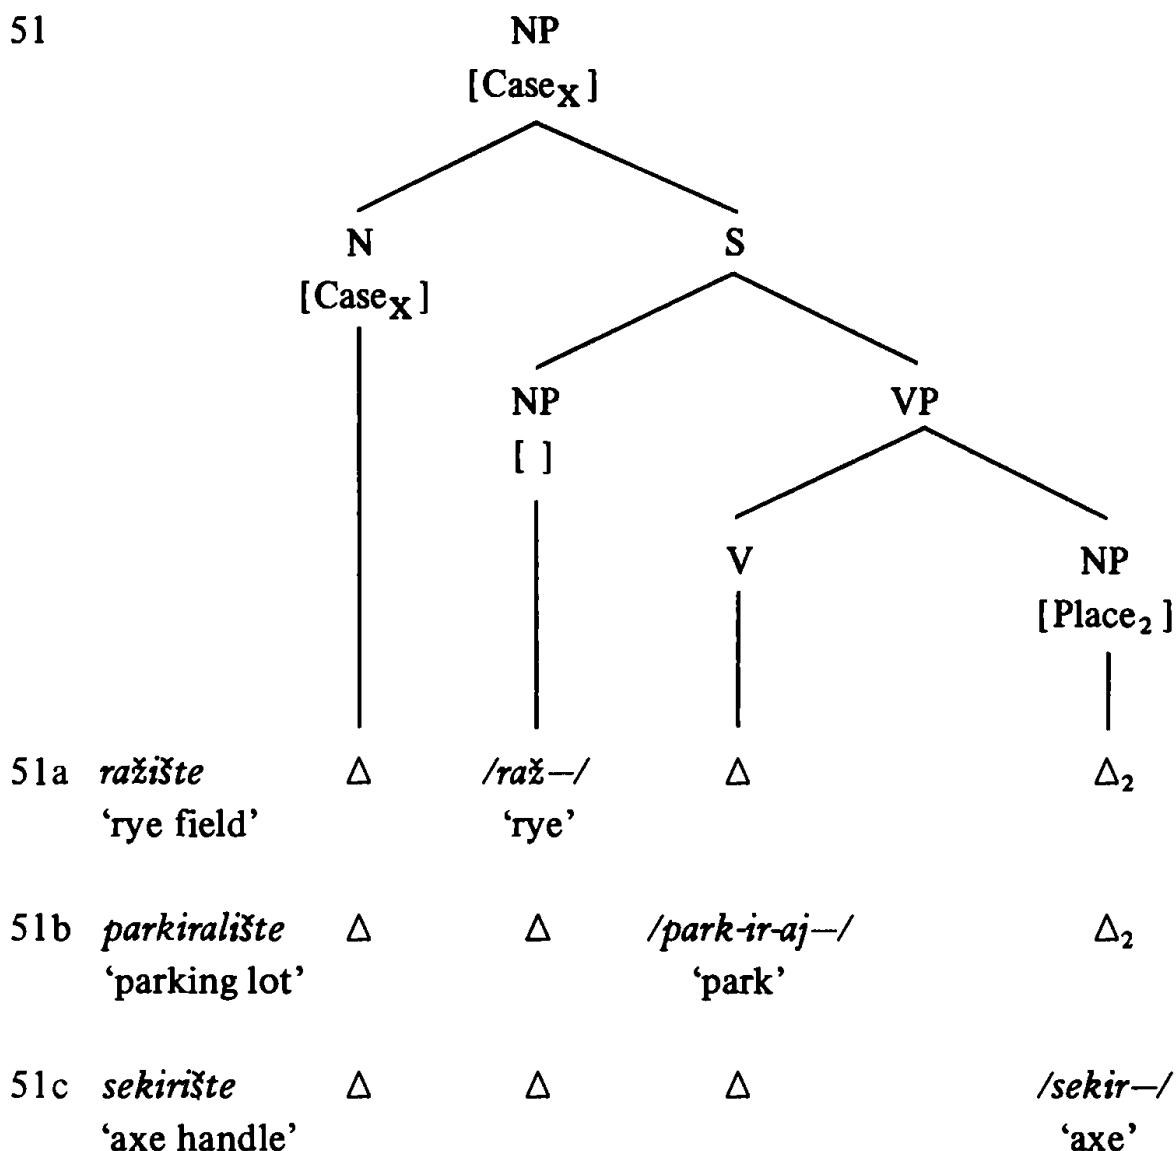 51 NP
[Case_X]
N S
[Case_X]
NP VP
[ ]
V NP
[Place₂]
51a ražište Δ /raž—/ Δ Δ₂
‘rye field’ ‘rye’
51b parkiralište Δ Δ /park-ir-aj—/ Δ₂
‘parking lot’ ‘park’
51c sekirište Δ Δ Δ /sekir—/
‘axe handle’ ‘axe’